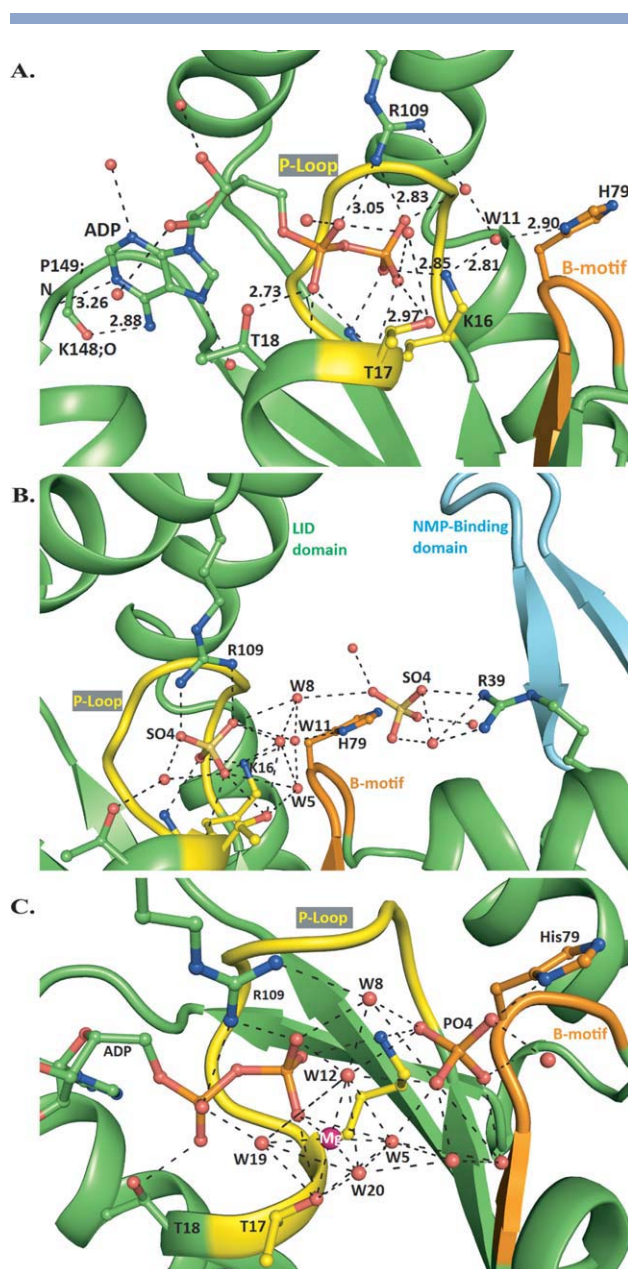 A.
R109
P-Loop
H79
2.83
3.05
W11
2.90
ADP
B-motif
P149;
N
2.85
2.81
3.26
2.73
2.88
2.97
K16
K148;O
T18
T17
B.
LID
domain
NMP-Binding
domain
R109
P-Loop
W8
SO4
R39
SO4
W11
H79
K16
B-motif
W5
C.
P-Loop
His79
R109
W8
PO4
ADP
B-motif
W12
Mg
W19
W5
W20
T18
T17